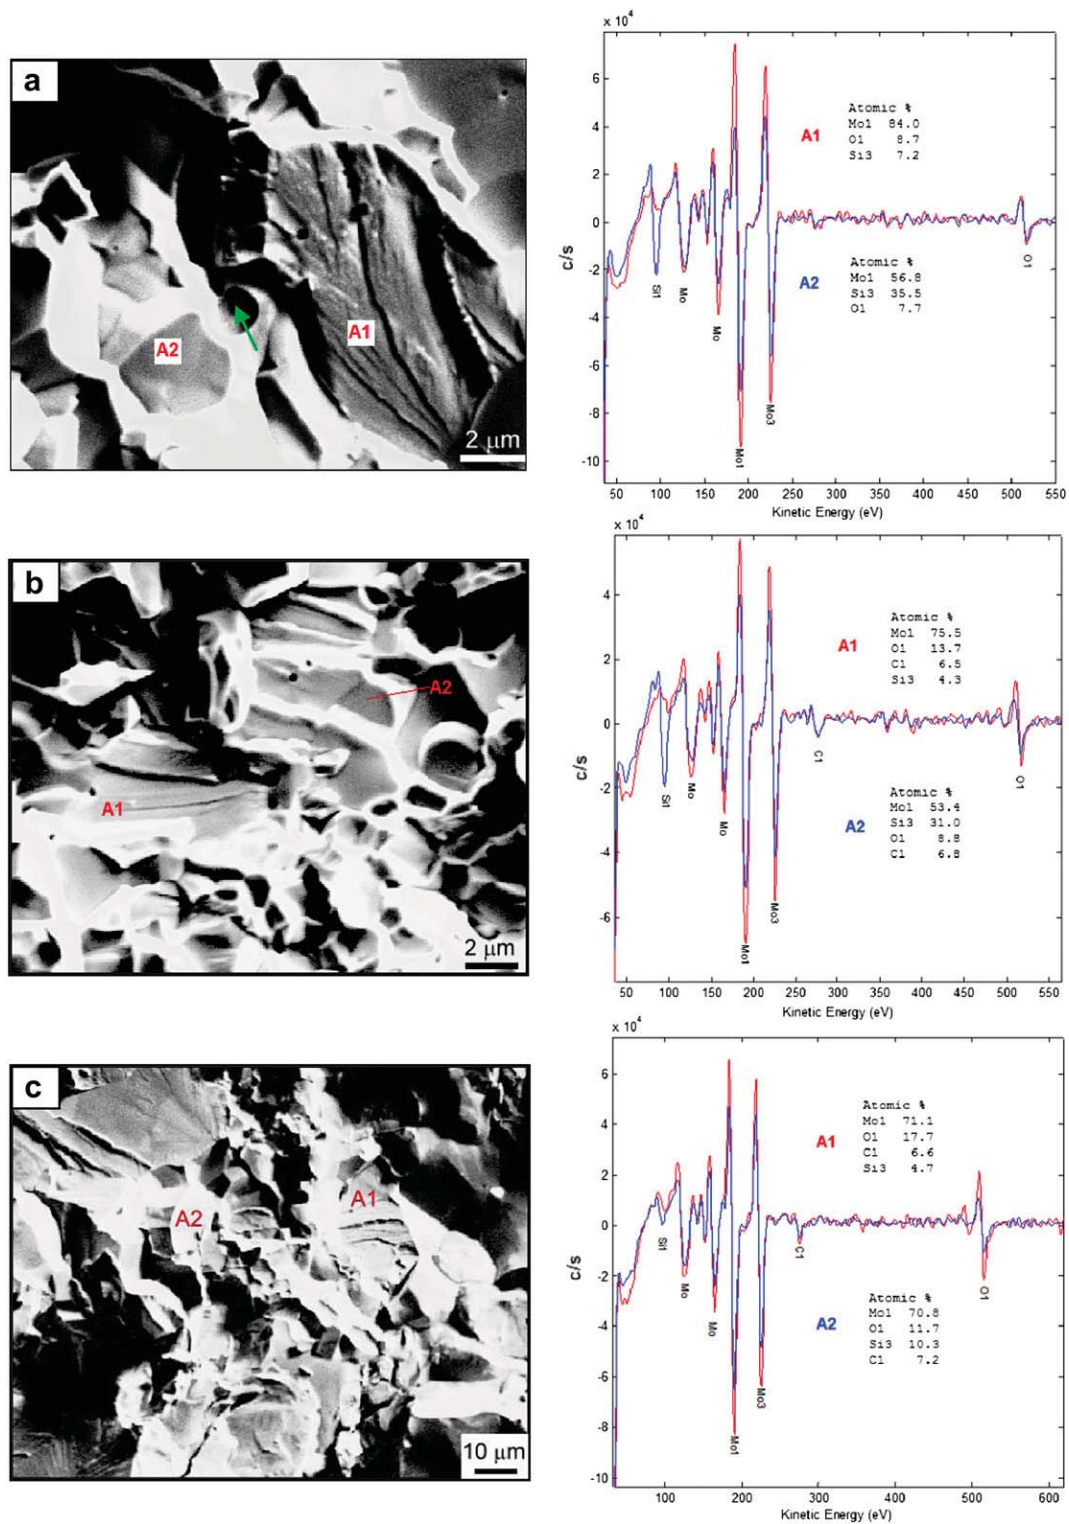 a
A1
A2
2 μm
x 10⁴
6
4
2
0
-2
-4
-6
-8
-10
c/s
50 100 150 200 250 300 350 400 450 500 550
Kinetic Energy (eV)
Si1
Mo
Mo
Mo1
Mo3
O1
A1
Atomic %
Mo1 84.0
O1 8.7
Si3 7.2
A2
Atomic %
Mo1 56.8
Si3 35.5
O1 7.7
b
A2
A1
2 μm
x 10⁴
4
2
0
-2
-4
-6
c/s
50 100 150 200 250 300 350 400 450 500 550
Kinetic Energy (eV)
Si1
Mo
Mo
Mo1
Mo3
C1
O1
A1
Atomic %
Mo1 75.5
O1 13.7
C1 6.5
Si3 4.3
A2
Atomic %
Mo1 53.4
Si3 31.0
O1 8.8
C1 6.8
c
A1
A2
10 μm
x 10⁴
6
4
2
0
-2
-4
-6
-8
-10
c/s
100 200 300 400 500 600
Kinetic Energy (eV)
Si1
Mo
Mo
Mo1
Mo3
C1
O1
A1
Atomic %
Mo1 71.1
O1 17.7
C1 6.6
Si3 4.7
A2
Atomic %
Mo1 70.8
O1 11.7
Si3 10.3
C1 7.2